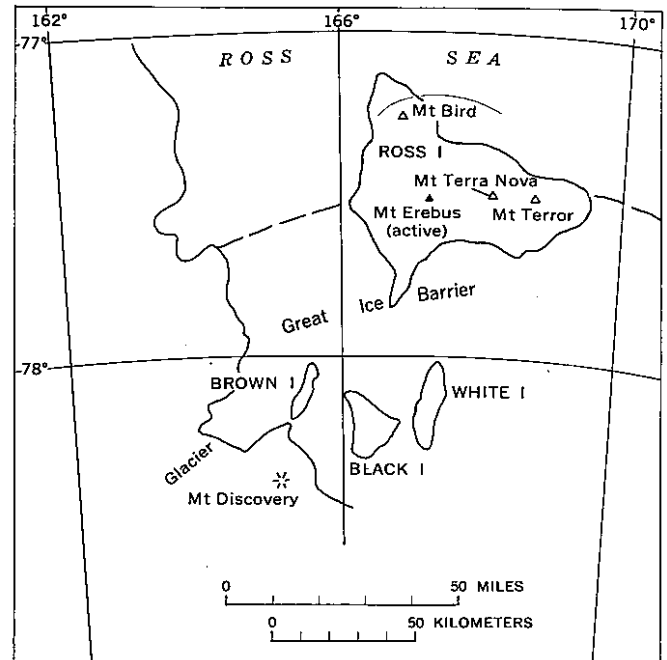 162° 166° 170°
-77°
ROSS SEA
Mt Bird
ROSS I
Mt Terra Nova
Mt Erebus
(active)
Mt Terror
Great Ice Barrier
-78°
BROWN I
WHITE I
Glacier
BLACK I
Mt Discovery
0 50 MILES
0 50 KILOMETERS